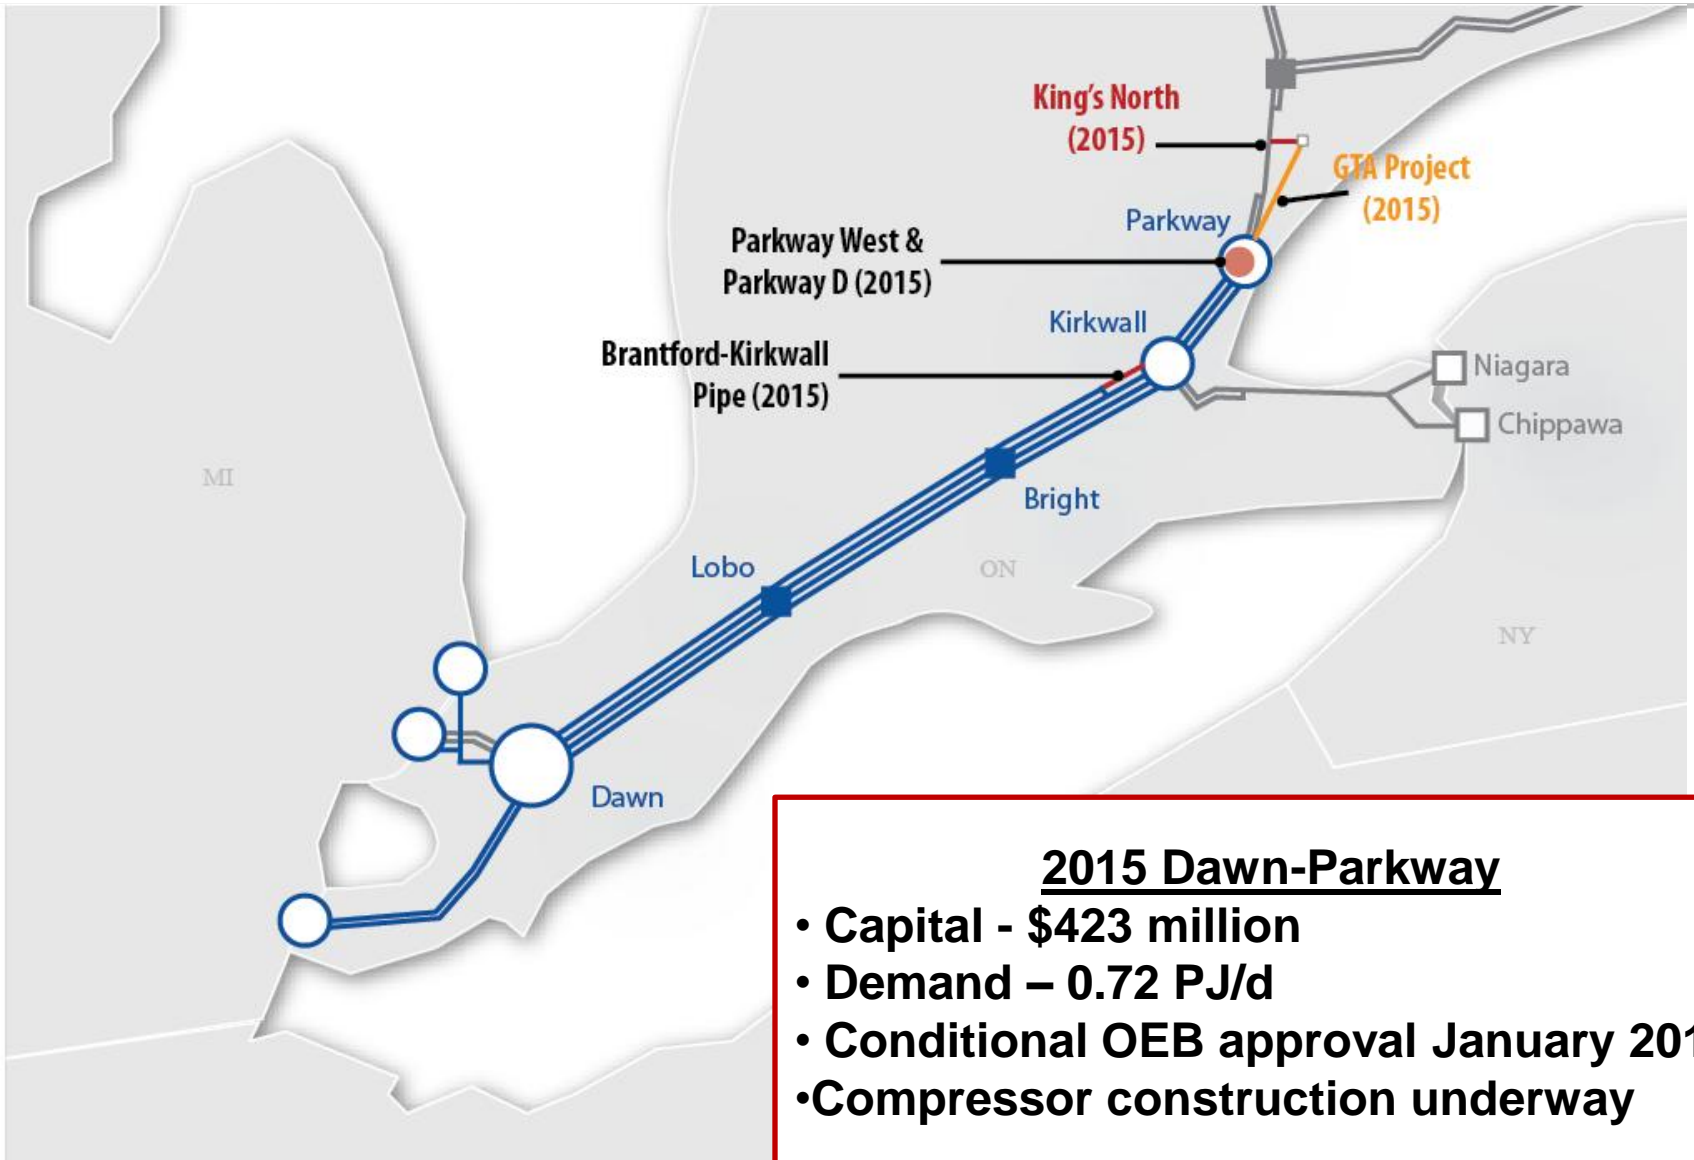 King's North
(2015)
GTA Project
(2015)
Parkway
Parkway West &
Parkway D (2015)
Kirkwall
Brantford-Kirkwall
Pipe (2015)
Niagara
Chippawa
MI
Bright
Lobo
ON
NY
Dawn
2015 Dawn-Parkway
• Capital - $423 million
• Demand – 0.72 PJ/d
• Conditional OEB approval January
•Compressor construction underway